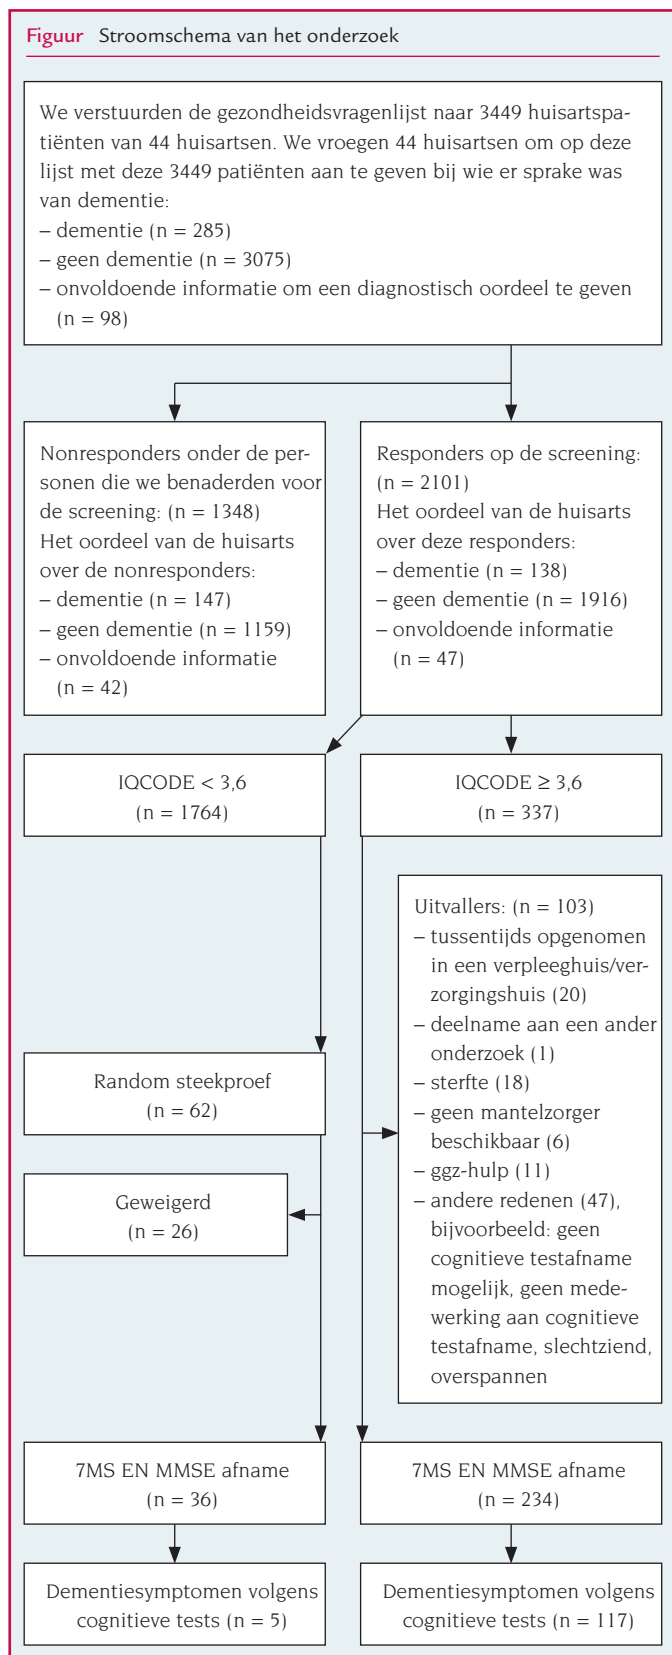 Figuur Stroomschema van het onderzoek
We verstuurden de gezondheidsvragenlijst naar 3449 huisartspa-
tiënten van 44 huisartsen. We vroegen 44 huisartsen om op deze
lijst met deze 3449 patiënten aan te geven bij wie er sprake was
van dementie:
– dementie (n = 285)
– geen dementie (n = 3075)
– onvoldoende informatie om een diagnostisch oordeel te geven
(n = 98)
Nonresponders onder de per-
sonen die we benaderden voor
de screening: (n = 1348)
Het oordeel van de huisarts
over de nonresponders:
– dementie (n = 147)
– geen dementie (n = 1159)
– onvoldoende informatie
(n = 42)
Responders op de screening:
(n = 2101)
Het oordeel van de huisarts
over deze responders:
– dementie (n = 138)
– geen dementie (n = 1916)
– onvoldoende informatie
(n = 47)
IQCODE < 3,6
(n = 1764)
IQCODE ≥ 3,6
(n = 337)
Uitvallers: (n = 103)
– tussentijds opgenomen
in een verpleeghuis/ver-
zorgingshuis (20)
– deelname aan een ander
onderzoek (1)
– sterfte (18)
– geen mantelzorger
beschikbaar (6)
– ggz-hulp (11)
– andere redenen (47),
bijvoorbeeld: geen
cognitieve testafname
mogelijk, geen mede-
werking aan cognitieve
testafname, slechtziend,
overspannen
Random steekproef
(n = 62)
Geweigerd
(n = 26)
7MS EN MMSE afname
(n = 36)
7MS EN MMSE afname
(n = 234)
Dementiesymptomen volgens
cognitieve tests (n = 5)
Dementiesymptomen volgens
cognitieve tests (n = 117)